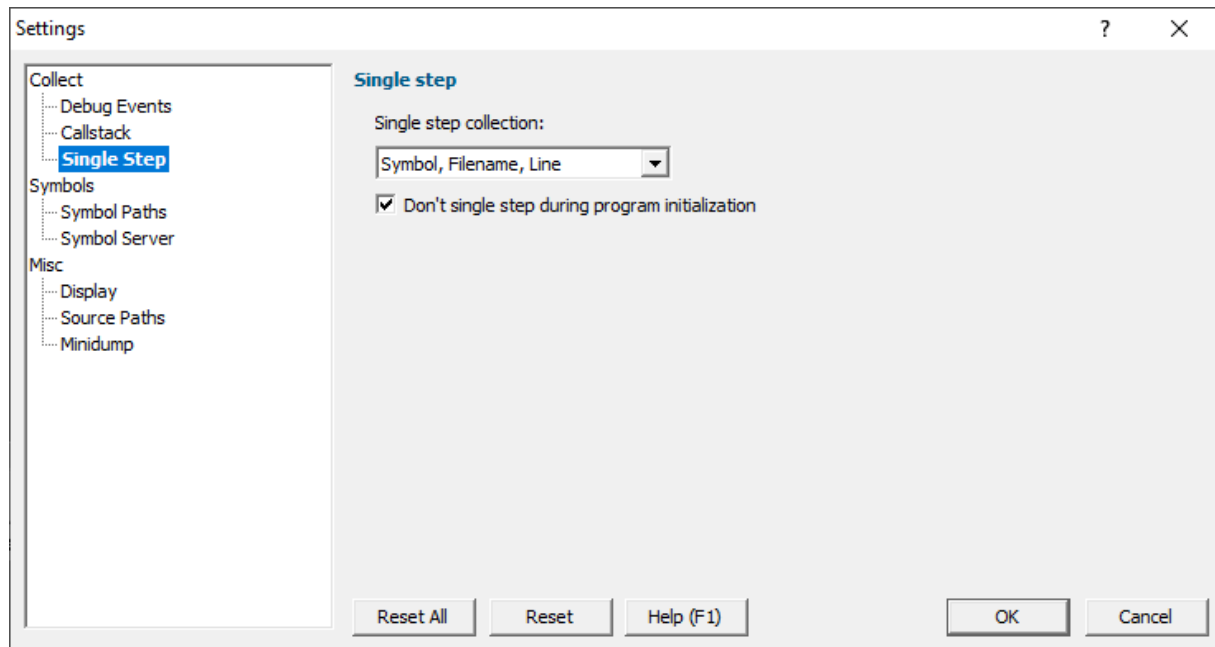 Settings
?
Collect
Debug Events
Callstack
Single Step
Symbols
Symbol Paths
Symbol Server
Misc
Display
Source Paths
Minidump
Single step
Single step collection:
Symbol, Filename, Line
Don't single step during program initialization
Reset All
Reset
Help (F1)
OK
Cancel